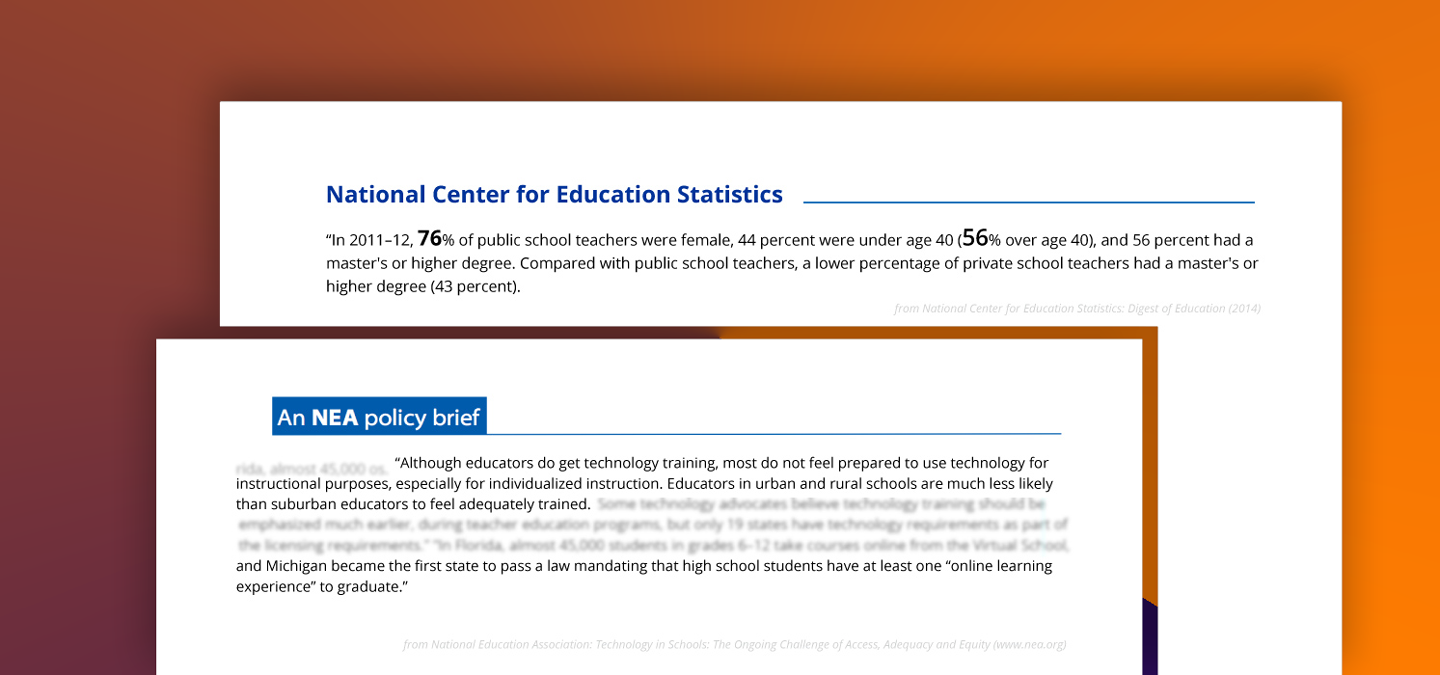 National Center for Education Statistics
“In 2011–12, 76% of public school teachers were female, 44 percent were under age 40 (56% over age 40), and 56 percent had a
master's or higher degree. Compared with public school teachers, a lower percentage of private school teachers had a master's or
higher degree (43 percent).
from National Center for Education Statistics: Digest of Education (2014)
An NEA policy brief
rida, almost 45,000 os. “Although educators do get technology training, most do not feel prepared to use technology for
instructional purposes, especially for individualized instruction. Educators in urban and rural schools are much less likely
than suburban educators to feel adequately trained. Some technology advocates believe technology training should be
emphasized much earlier, during teacher education programs, but only 19 states have technology requirements as part of
the licensing requirements.” “In Florida, almost 45,000 students in grades 6–12 take courses online from the Virtual School,
and Michigan became the first state to pass a law mandating that high school students have at least one “online learning
experience” to graduate.”
from National Education Association: Technology in Schools: The Ongoing Challenge of Access, Adequacy and Equity (www.nea.org)